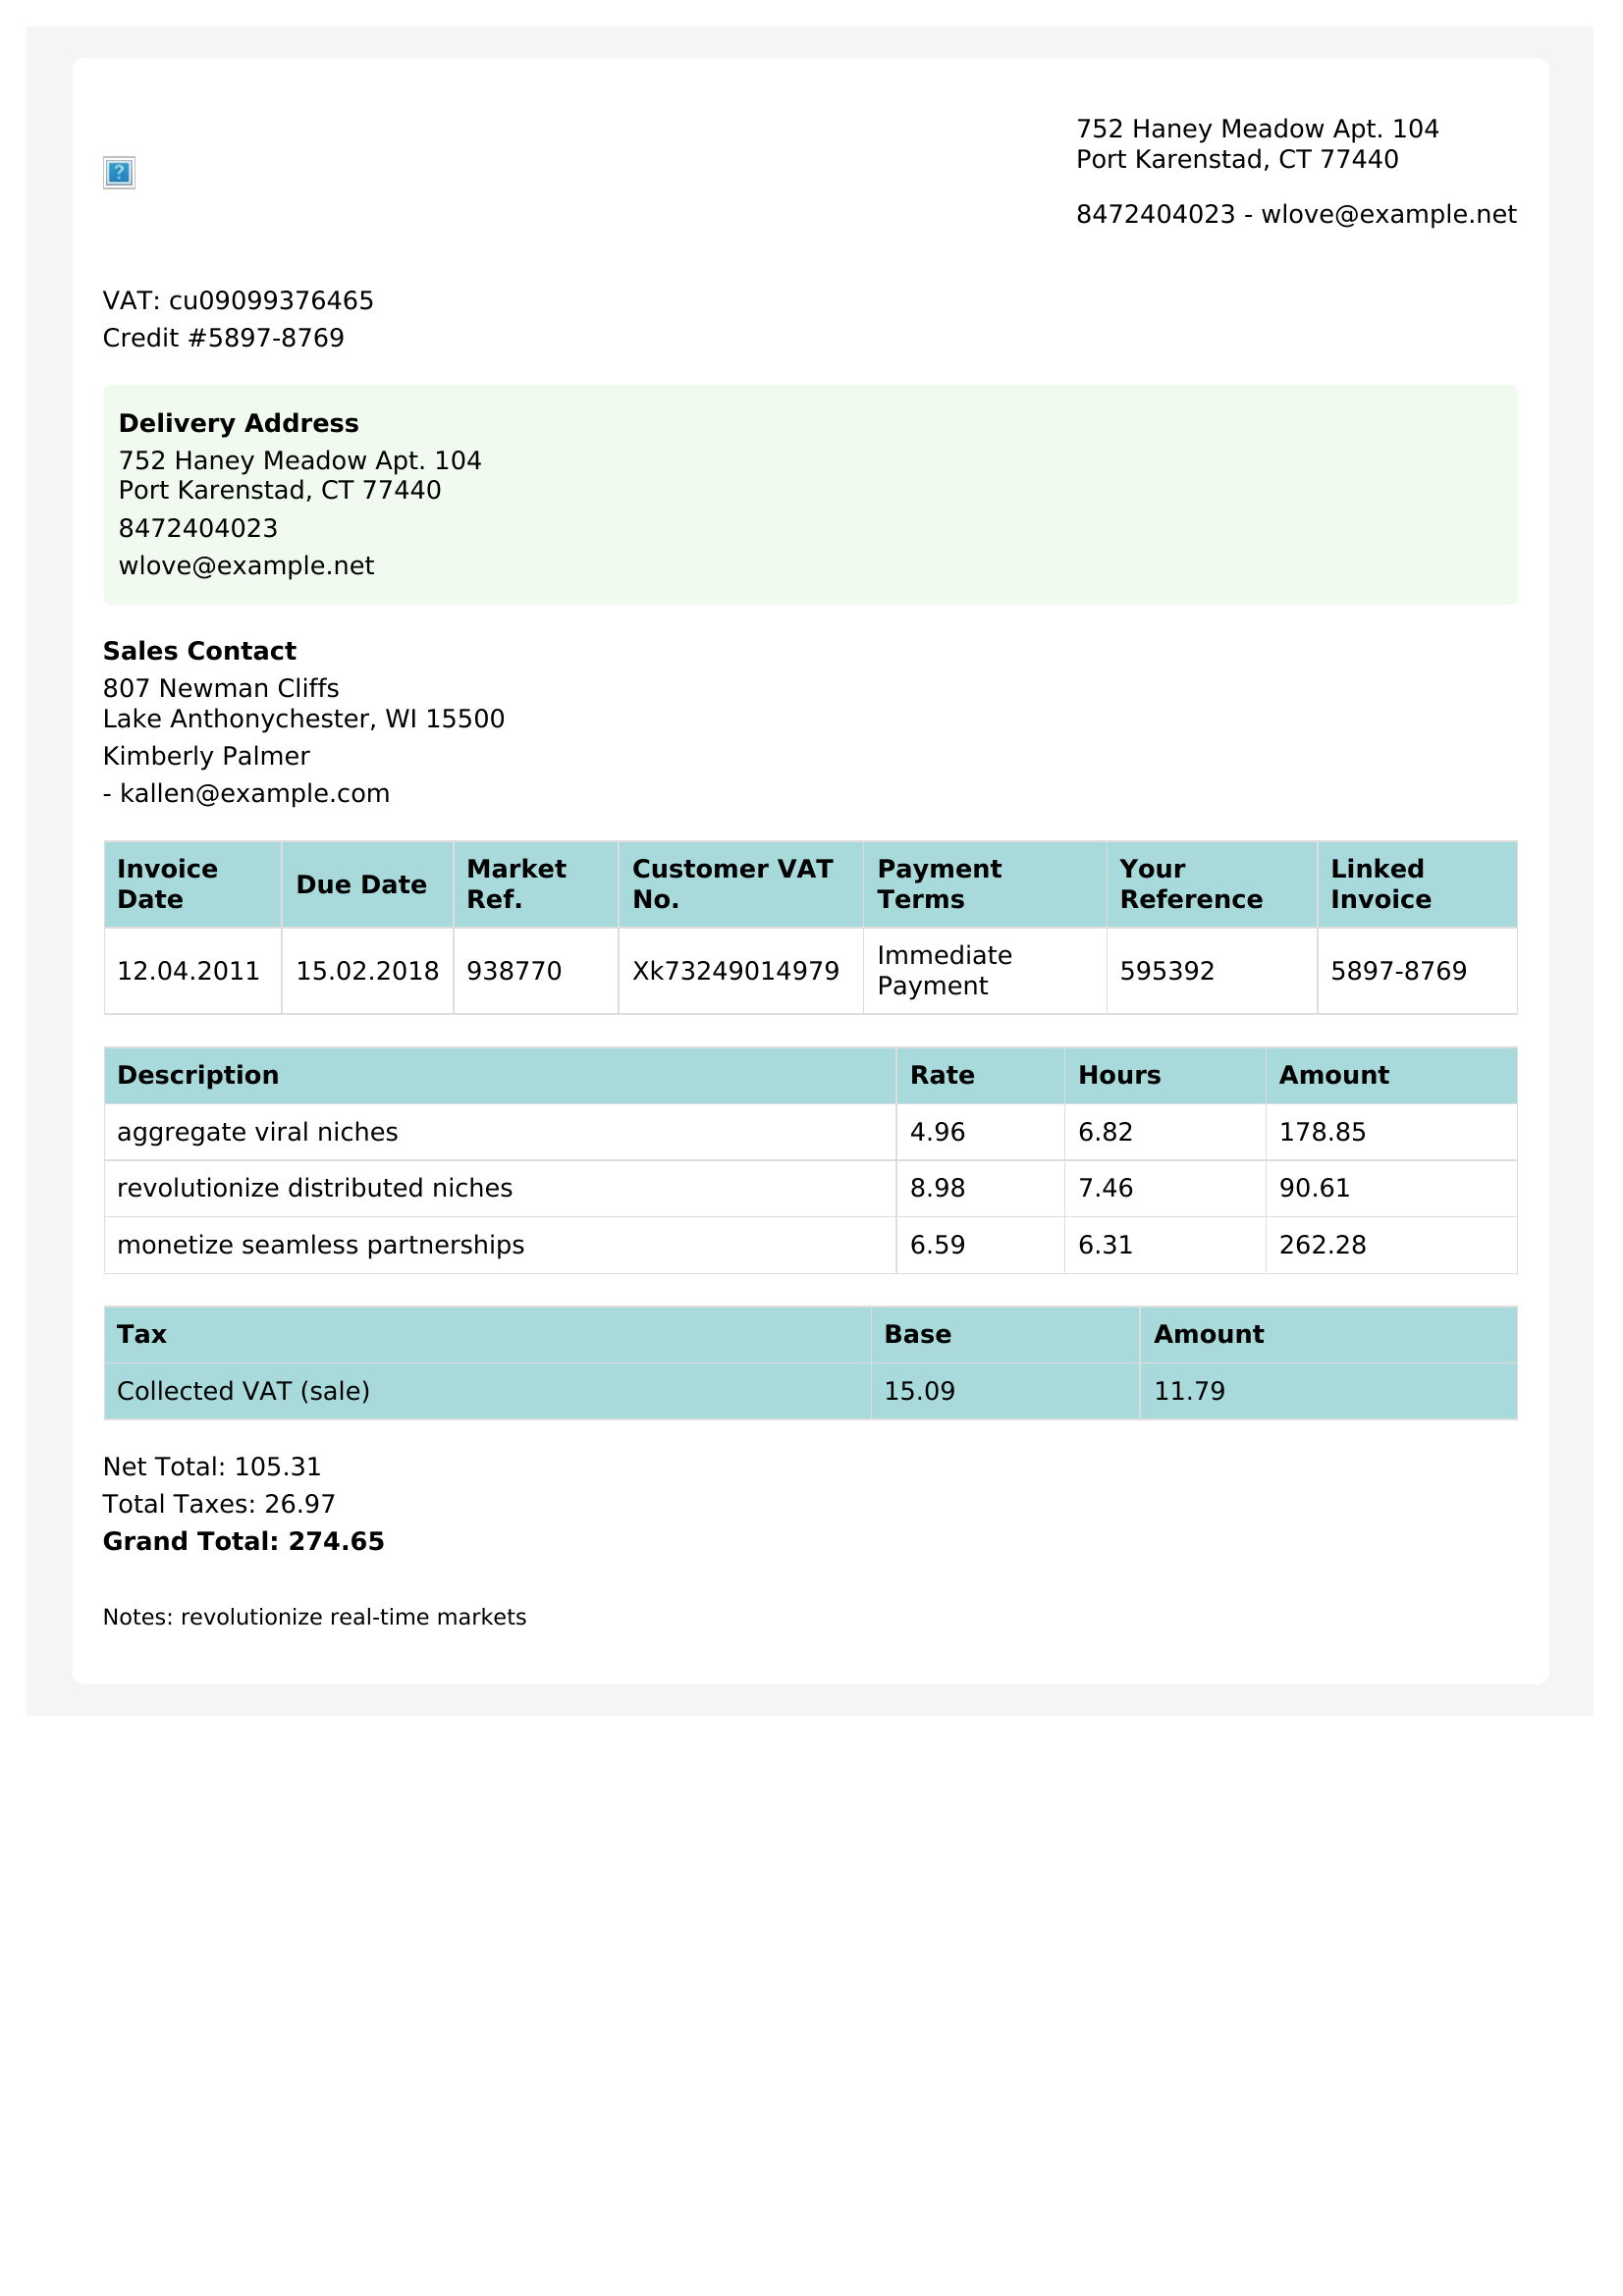 752 Haney Meadow Apt. 104
Port Karenstad, CT 77440
8472404023 - wlove@example.net
VAT: cu09099376465
Credit #5897-8769
Delivery Address
752 Haney Meadow Apt. 104
Port Karenstad, CT 77440
8472404023
wlove@example.net
Sales Contact
807 Newman Cliffs
Lake Anthonychester, WI 15500
Kimberly Palmer
- kallen@example.com
Invoice Date Due Date Market Ref. Customer VAT No. Payment Terms Your Reference Linked Invoice
12.04.2011 15.02.2018 938770 Xk73249014979 Immediate Payment 595392 5897-8769
Description Rate Hours Amount
aggregate viral niches 4.96 6.82 178.85
revolutionize distributed niches 8.98 7.46 90.61
monetize seamless partnerships 6.59 6.31 262.28
Tax Base Amount
Collected VAT (sale) 15.09 11.79
Net Total: 105.31
Total Taxes: 26.97
Grand Total: 274.65
Notes: revolutionize real-time markets